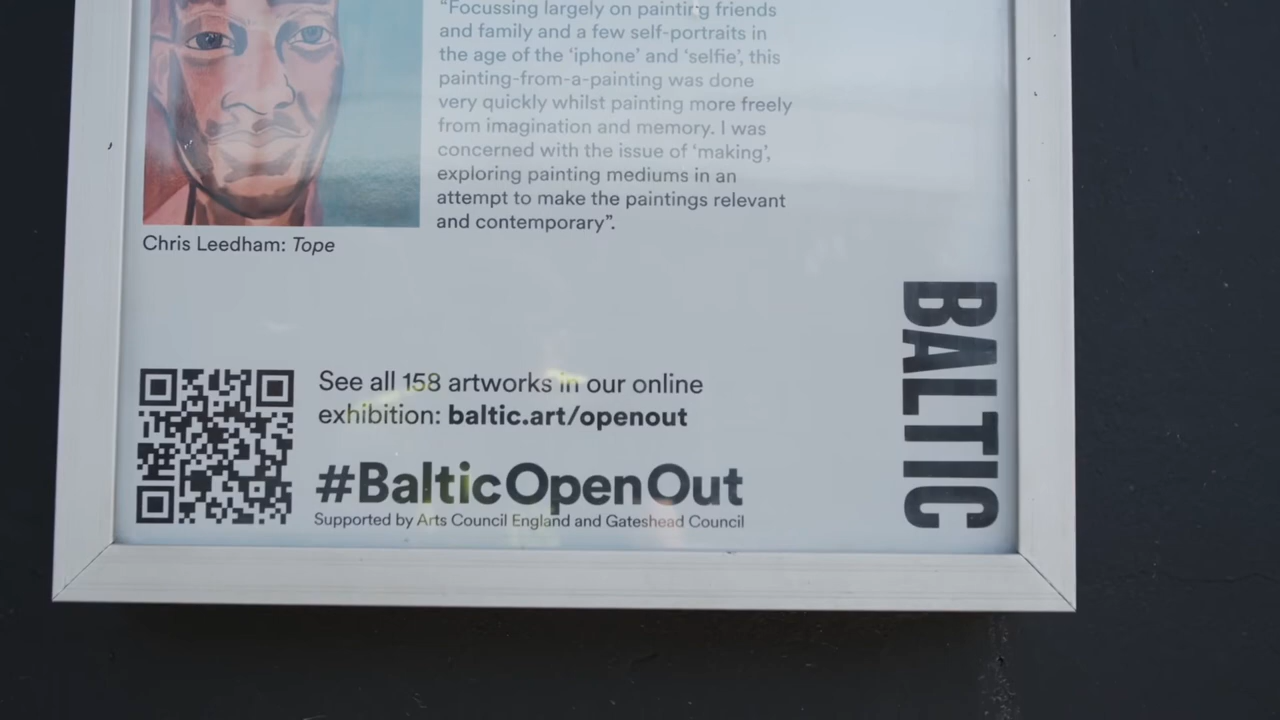 “Focussing largely on painting friends
and family and a few self-portraits in
the age of the ‘iphone’ and ‘selfie’, this
painting-from-a-painting was done
very quickly whilst painting more freely
from imagination and memory. I was
concerned with the issue of ‘making’,
exploring painting mediums in an
attempt to make the paintings relevant
and contemporary”.
Chris Leedham: Tope
See all 158 artworks in our online
exhibition: baltic.art/openout
#BalticOpenOut
Supported by Arts Council England and Gateshead Council
BALTIC